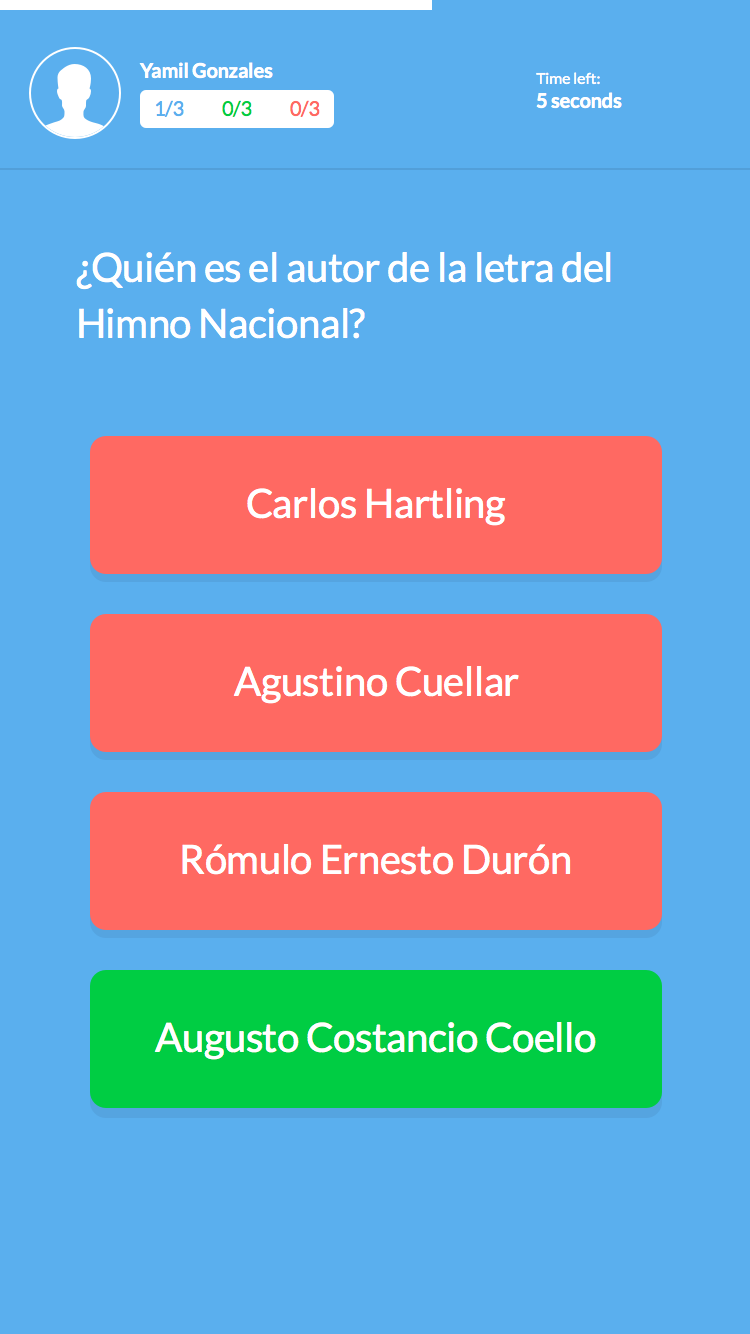 Yamil Gonzales
1/3 0/3 0/3
Time left:
5 seconds
¿Quién es el autor de la letra del
Himno Nacional?
Carlos Hartling
Agustino Cuellar
Rómulo Ernesto Durón
Augusto Costancio Coello